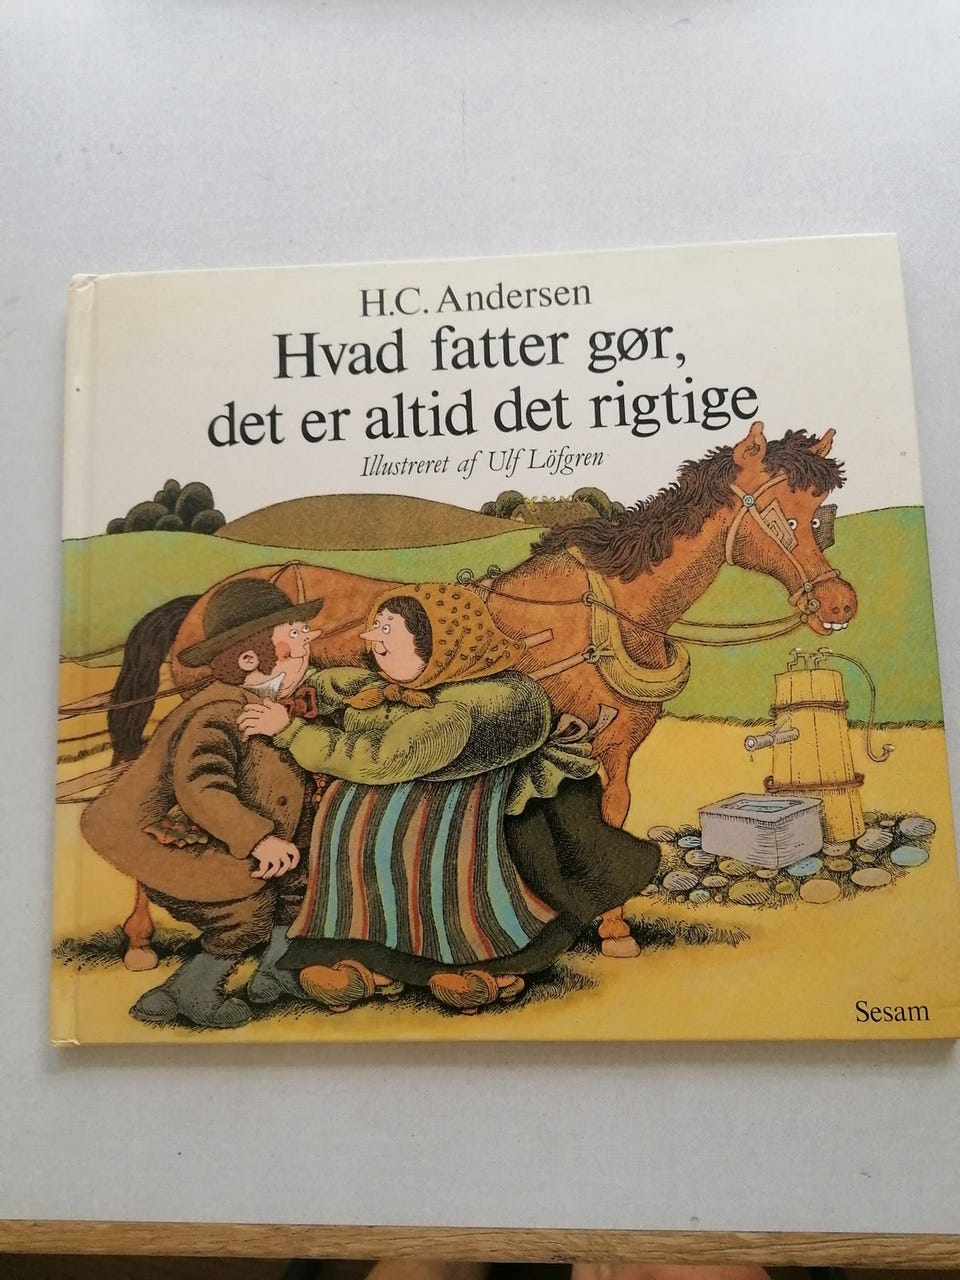 H.C. Andersen
Hvad fatter gør,
det er altid det rigtige
Illustreret af Ulf Löfgren
Sesam